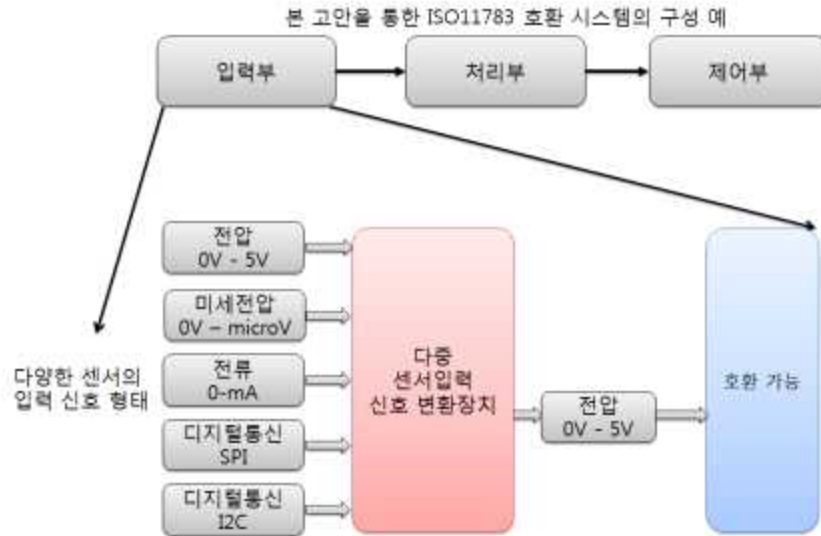 본 고안을 통한 ISO11783 호환 시스템의 구성 예
입력부
처리부
제어부
전압
0V - 5V
미세전압
0V – microV
전류
0-mA
디지털통신
SPI
디지털통신
I2C
다양한 센서의
입력 신호 형태
다중
센서입력
신호 변환장치
전압
0V - 5V
호환 가능